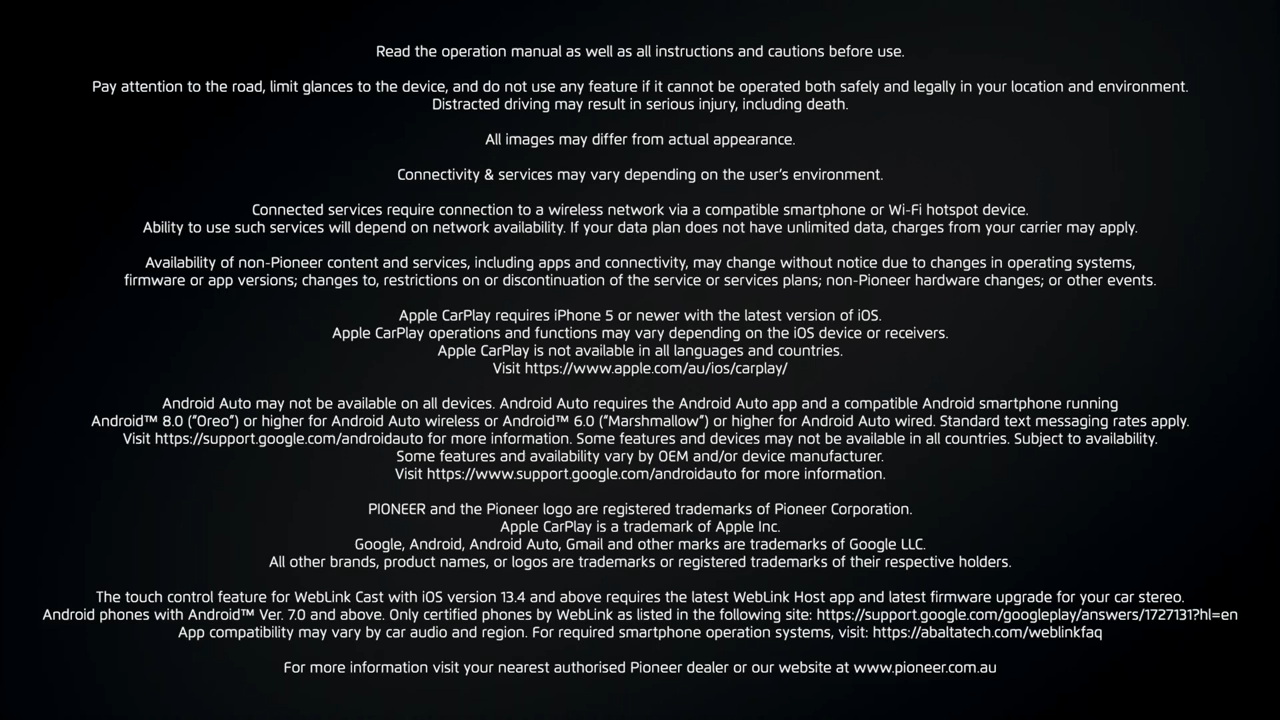 Read the operation manual as well as all instructions and cautions before use.
Pay attention to the road, limit glances to the device, and do not use any feature if it cannot be operated both safely and legally in your location and environment.
Distracted driving may result in serious injury, including death.
All images may differ from actual appearance.
Connectivity & services may vary depending on the user's environment.
Connected services require connection to a wireless network via a compatible smartphone or Wi-Fi hotspot device.
Ability to use such services will depend on network availability. If your data plan does not have unlimited data, charges from your carrier may apply.
Availability of non-Pioneer content and services, including apps and connectivity, may change without notice due to changes in operating systems,
firmware or app versions; changes to, restrictions on or discontinuation of the service or services plans; non-Pioneer hardware changes; or other events.
Apple CarPlay requires iPhone 5 or newer with the latest version of iOS.
Apple CarPlay operations and functions may vary depending on the iOS device or receivers.
Apple CarPlay is not available in all languages and countries.
Visit https://www.apple.com/au/ios/carplay/
Android Auto may not be available on all devices. Android Auto requires the Android Auto app and a compatible Android smartphone running
Android™ 8.0 ("Oreo") or higher for Android Auto wireless or Android™ 6.0 ("Marshmallow") or higher for Android Auto wired. Standard text messaging rates apply.
Visit https://support.google.com/androidauto for more information. Some features and devices may not be available in all countries. Subject to availability.
Some features and availability vary by OEM and/or device manufacturer.
Visit https://www.support.google.com/androidauto for more information.
PIONEER and the Pioneer logo are registered trademarks of Pioneer Corporation.
Apple CarPlay is a trademark of Apple Inc.
Google, Android, Android Auto, Gmail and other marks are trademarks of Google LLC.
All other brands, product names, or logos are trademarks or registered trademarks of their respective holders.
The touch control feature for WebLink Cast with iOS version 13.4 and above requires the latest WebLink Host app and latest firmware upgrade for your car stereo.
Android phones with Android™ Ver. 7.0 and above. Only certified phones by WebLink as listed in the following site: https://support.google.com/googleplay/answers/1727131?hl=en
App compatibility may vary by car audio and region. For required smartphone operation systems, visit: https://abaltatech.com/weblinkfaq
For more information visit your nearest authorised Pioneer dealer or our website at www.pioneer.com.au